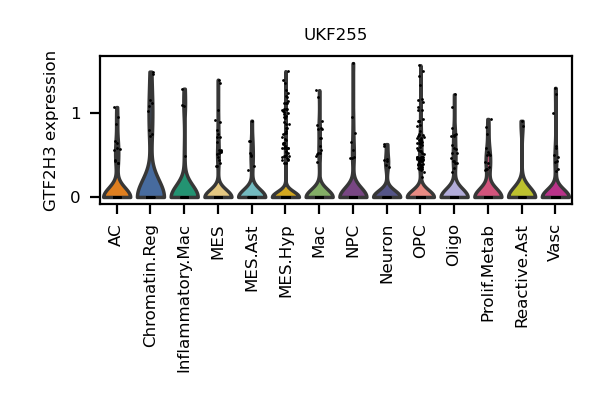 UKF255
GTF2H3 expression
1
0
AC
Chromatin.Reg
Inflammatory.Mac
MES
MES.Ast
MES.Hyp
Mac
NPC
Neuron
OPC
Oligo
Prolif.Metab
Reactive.Ast
Vasc